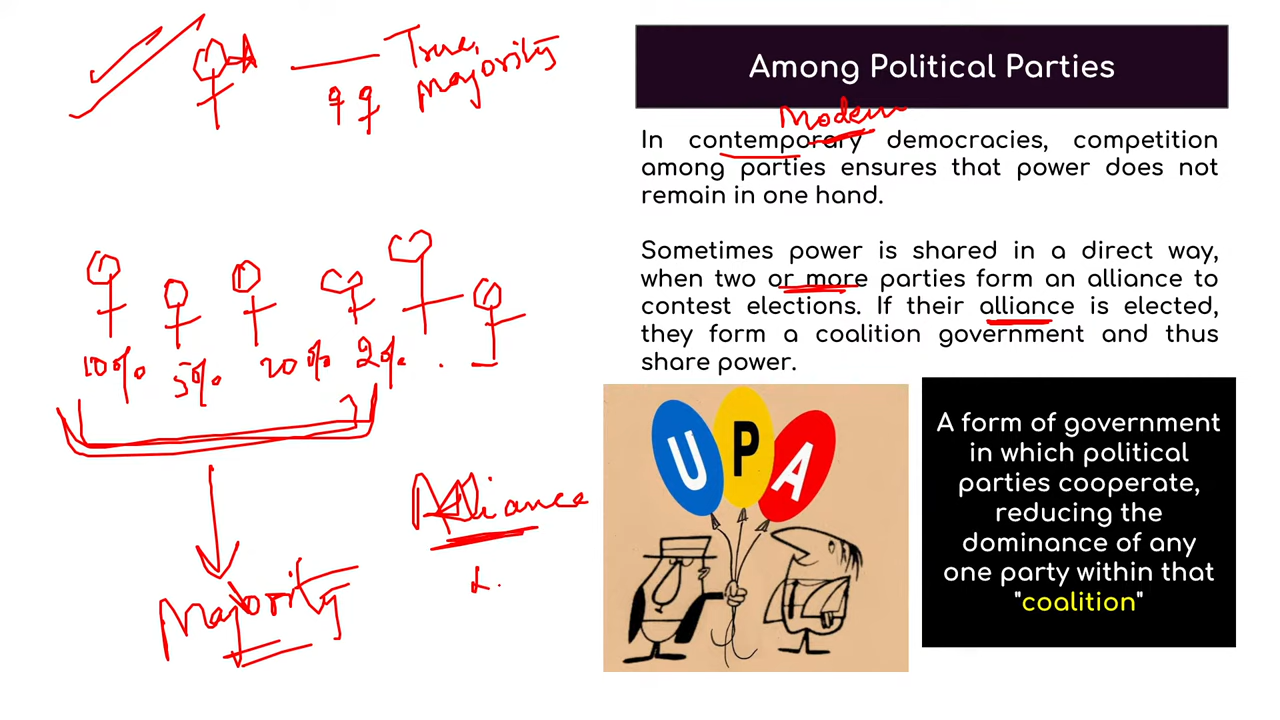 True
Majority
10%
5%
20%
2%
Majority
Alliance
Among Political Parties
Modern
In contemporary democracies, competition
among parties ensures that power does not
remain in one hand.
Sometimes power is shared in a direct way,
when two or more parties form an alliance to
contest elections. If their alliance is elected,
they form a coalition government and thus
share power.
UPA
A form of government
in which political
parties cooperate,
reducing the
dominance of any
one party within that
"coalition"